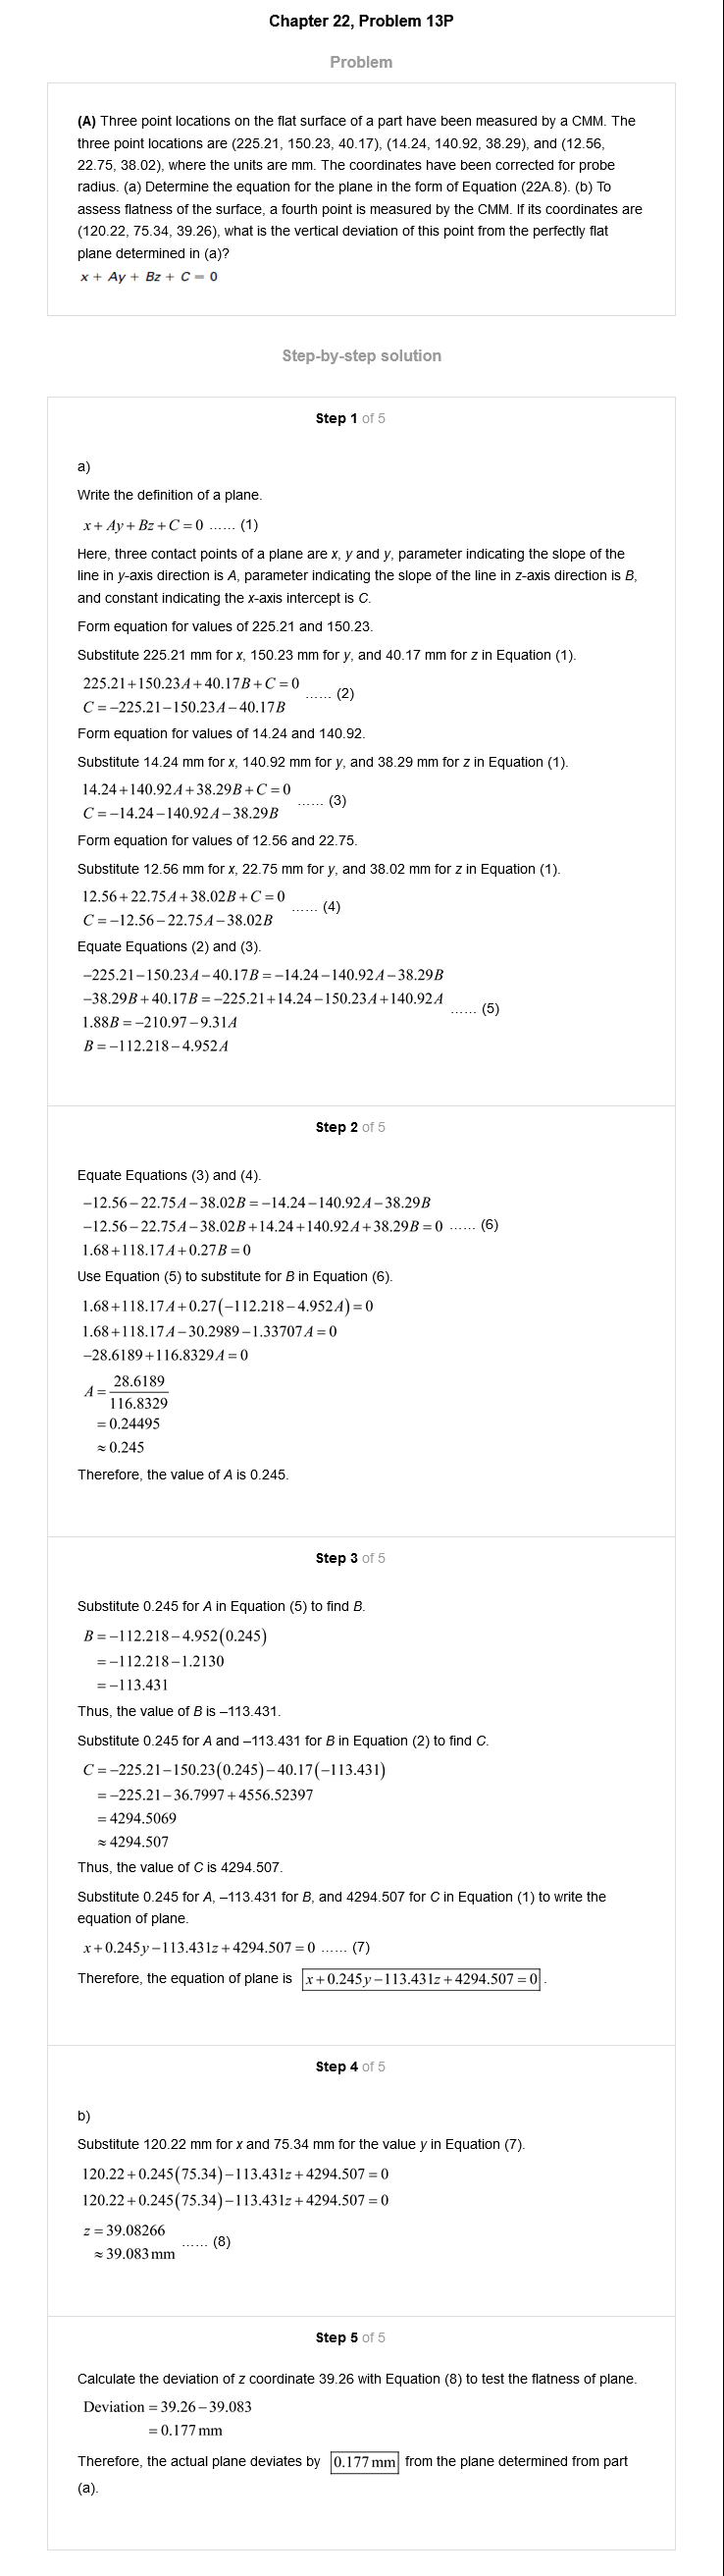 Chapter 22, Problem 13P
Problem
(A) Three point locations on the flat surface of a part have been measured by a CMM. The
three point locations are (225.21, 150.23, 40.17), (14.24, 140.92, 38.29), and (12.56,
22.75, 38.02), where the units are mm. The coordinates have been corrected for probe
radius. (a) Determine the equation for the plane in the form of Equation (22A.8). (b) To
assess flatness of the surface, a fourth point is measured by the CMM. If its coordinates are
(120.22, 75.34, 39.26), what is the vertical deviation of this point from the perfectly flat
plane determined in (a)?
x + Ay + Bz + C = 0
Step-by-step solution
Step 1 of 5
a)
Write the definition of a plane.
x + Ay + Bz + C = 0 ...... (1)
Here, three contact points of a plane are x, y and y, parameter indicating the slope of the
line in y-axis direction is A, parameter indicating the slope of the line in z-axis direction is B,
and constant indicating the x-axis intercept is C.
Form equation for values of 225.21 and 150.23.
Substitute 225.21 mm for x, 150.23 mm for y, and 40.17 mm for z in Equation (1).
225.21+150.23A+40.17B+C=0
...... (2)
C=−225.21−150.23A−40.17B
Form equation for values of 14.24 and 140.92.
Substitute 14.24 mm for x, 140.92 mm for y, and 38.29 mm for z in Equation (1).
14.24+140.92A+38.29B+C=0
...... (3)
C=−14.24−140.92A−38.29B
Form equation for values of 12.56 and 22.75.
Substitute 12.56 mm for x, 22.75 mm for y, and 38.02 mm for z in Equation (1).
12.56+22.75A+38.02B+C=0
...... (4)
C=−12.56−22.75A−38.02B
Equate Equations (2) and (3).
−225.21−150.23A−40.17B=−14.24−140.92A−38.29B
−38.29B+40.17B=−225.21+14.24−150.23A+140.92A
...... (5)
1.88B=−210.97−9.31A
B=−112.218−4.952A
Step 2 of 5
Equate Equations (3) and (4).
−12.56−22.75A−38.02B=−14.24−140.92A−38.29B
−12.56−22.75A−38.02B+14.24+140.92A+38.29B=0 ...... (6)
1.68+118.17A+0.27B=0
Use Equation (5) to substitute for B in Equation (6).
1.68+118.17A+0.27(−112.218−4.952A)=0
1.68+118.17A−30.2989−1.33707A=0
−28.6189+116.8329A=0
A=28.6189/116.8329
=0.24495
≈0.245
Therefore, the value of A is 0.245.
Step 3 of 5
Substitute 0.245 for A in Equation (5) to find B.
B=−112.218−4.952(0.245)
=−112.218−1.2130
=−113.431
Thus, the value of B is –113.431.
Substitute 0.245 for A and –113.431 for B in Equation (2) to find C.
C=−225.21−150.23(0.245)−40.17(−113.431)
=−225.21−36.7997+4556.52397
=4294.5069
≈4294.507
Thus, the value of C is 4294.507.
Substitute 0.245 for A, –113.431 for B, and 4294.507 for C in Equation (1) to write the
equation of plane.
x+0.245y−113.431z+4294.507=0 ...... (7)
Therefore, the equation of plane is x+0.245y−113.431z+4294.507=0.
Step 4 of 5
b)
Substitute 120.22 mm for x and 75.34 mm for the value y in Equation (7).
120.22+0.245(75.34)−113.431z+4294.507=0
120.22+0.245(75.34)−113.431z+4294.507=0
z=39.08266
...... (8)
≈39.083mm
Step 5 of 5
Calculate the deviation of z coordinate 39.26 with Equation (8) to test the flatness of plane.
Deviation=39.26−39.083
=0.177mm
Therefore, the actual plane deviates by 0.177mm from the plane determined from part
(a).